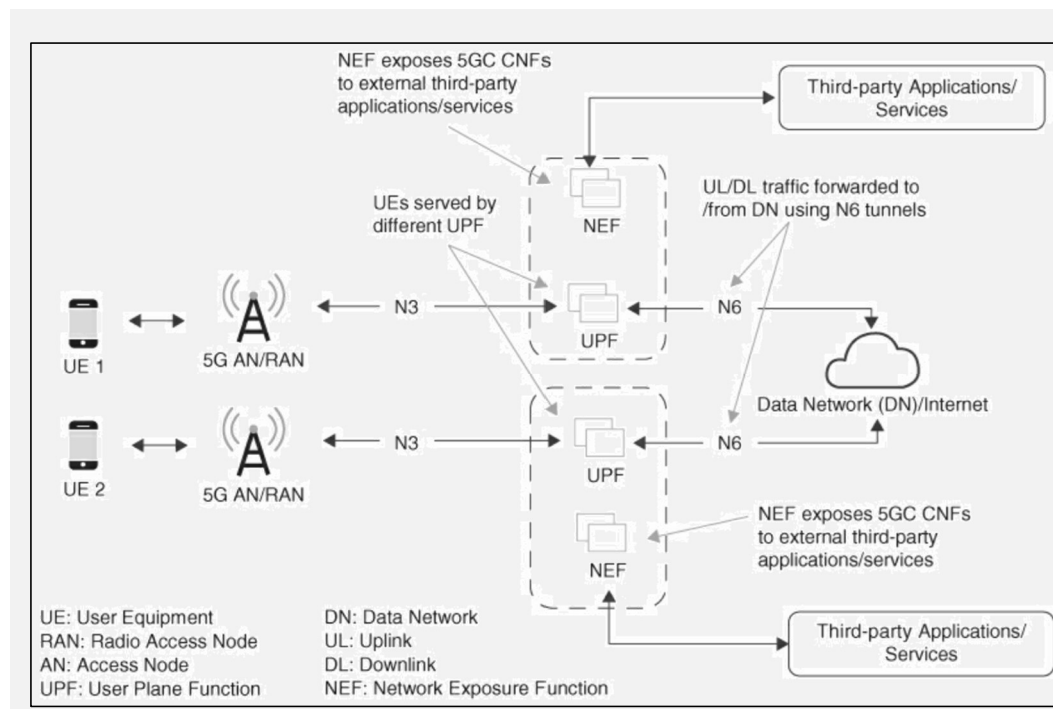 NEF exposes 5GC CNFs
to external third-party
applications/services
Third-party Applications/
Services
UEs served by
different UPF
NEF
UL/DL traffic forwarded to
/from DN using N6 tunnels
UE 1
5G AN/RAN
N3
UPF
N6
Data Network (DN)/Internet
UE 2
5G AN/RAN
N3
UPF
N6
NEF
NEF exposes 5GC CNFs
to external third-party
applications/services
Third-party Applications/
Services
UE: User Equipment
RAN: Radio Access Node
AN: Access Node
UPF: User Plane Function
DN: Data Network
UL: Uplink
DL: Downlink
NEF: Network Exposure Function